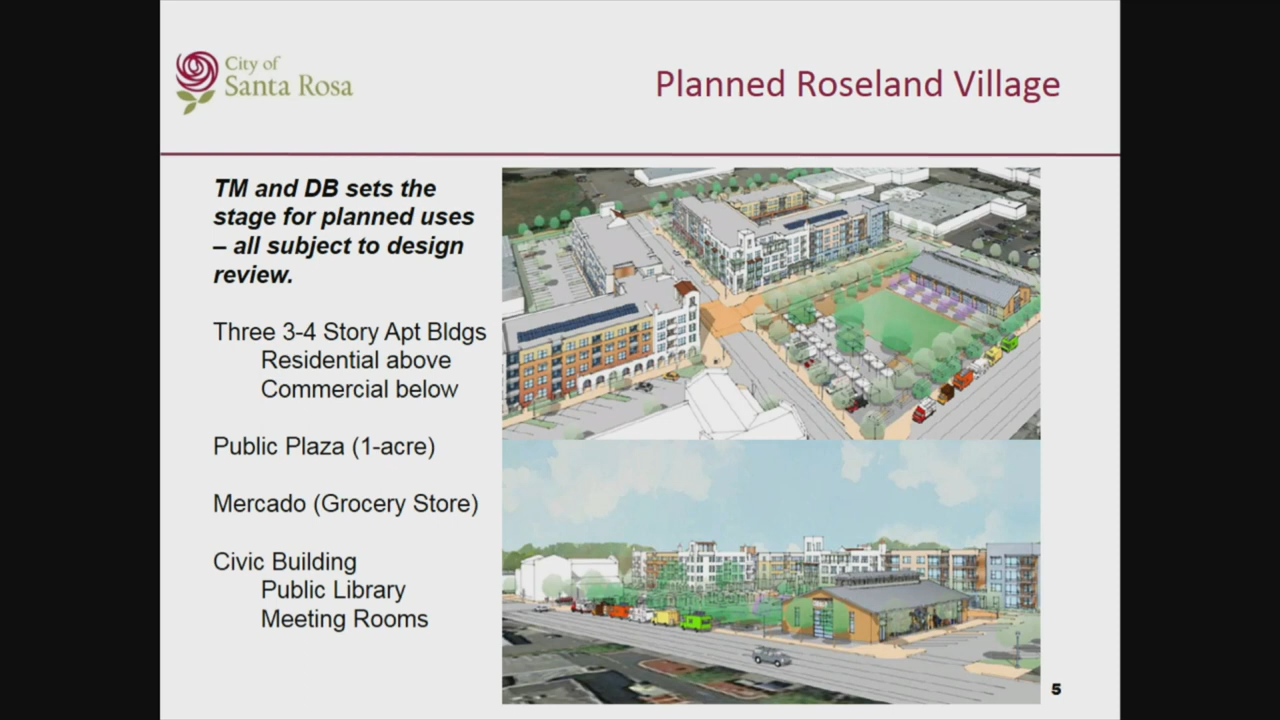 City of
Santa Rosa
Planned Roseland Village
TM and DB sets the
stage for planned uses
– all subject to design
review.
Three 3-4 Story Apt Bldgs
Residential above
Commercial below
Public Plaza (1-acre)
Mercado (Grocery Store)
Civic Building
Public Library
Meeting Rooms
5